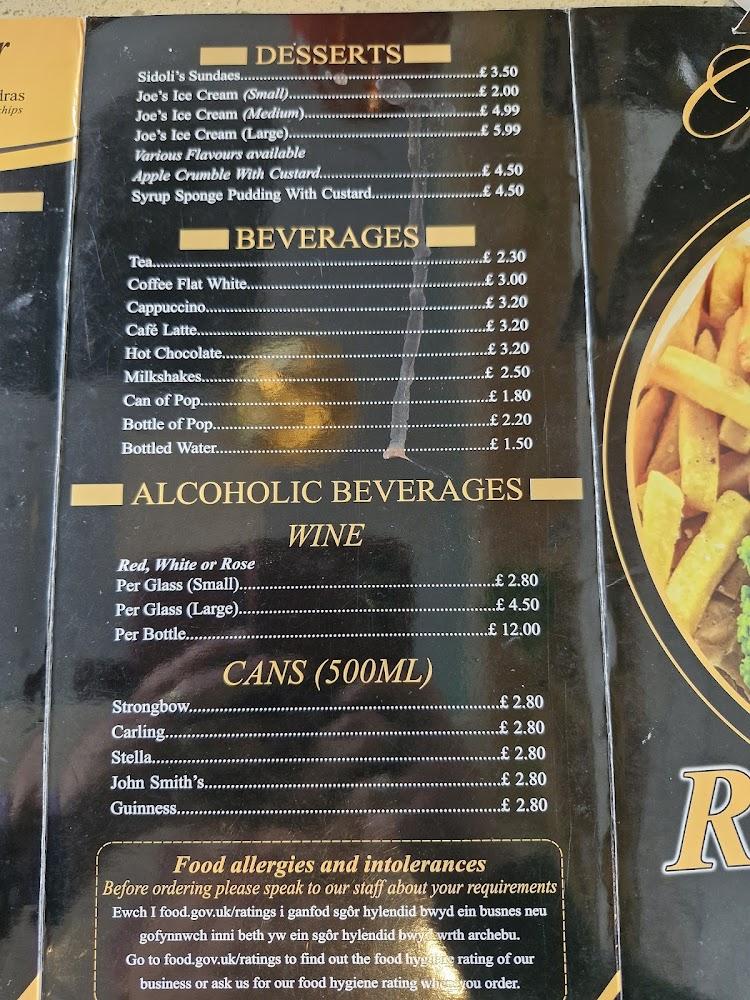 DESSERTS
Sidoli's Sundaes........£ 3.50
Joe's Ice Cream (Small)........£ 2.00
Joe's Ice Cream (Medium)........£ 4.99
Joe's Ice Cream (Large)........£ 5.99
Various Flavours available
Apple Crumble With Custard........£ 4.50
Syrup Sponge Pudding With Custard........£ 4.50
BEVERAGES
Tea........£ 2.30
Coffee Flat White........£ 3.00
Cappuccino........£ 3.20
Café Latte........£ 3.20
Hot Chocolate........£ 3.20
Milkshakes........£ 2.50
Can of Pop........£ 1.80
Bottle of Pop........£ 2.20
Bottled Water........£ 1.50
ALCOHOLIC BEVERAGES
WINE
Red, White or Rose
Per Glass (Small)........£ 2.80
Per Glass (Large)........£ 4.50
Per Bottle........£ 12.00
CANS (500ML)
Strongbow........£ 2.80
Carling........£ 2.80
Stella........£ 2.80
John Smith's........£ 2.80
Guinness........£ 2.80
Food allergies and intolerances
Before ordering please speak to our staff about your requirements
Ewch I food.gov.uk/ratings i ganfod sgôr hylendid bwyd ein busnes neu
gofynnwch inni beth yw ein sgôr hylendid bwyd wrth archebu.
Go to food.gov.uk/ratings to find out the food hygiene rating of our
business or ask us for our food hygiene rating when you order.